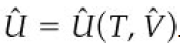 Û = Û(T, V̂).